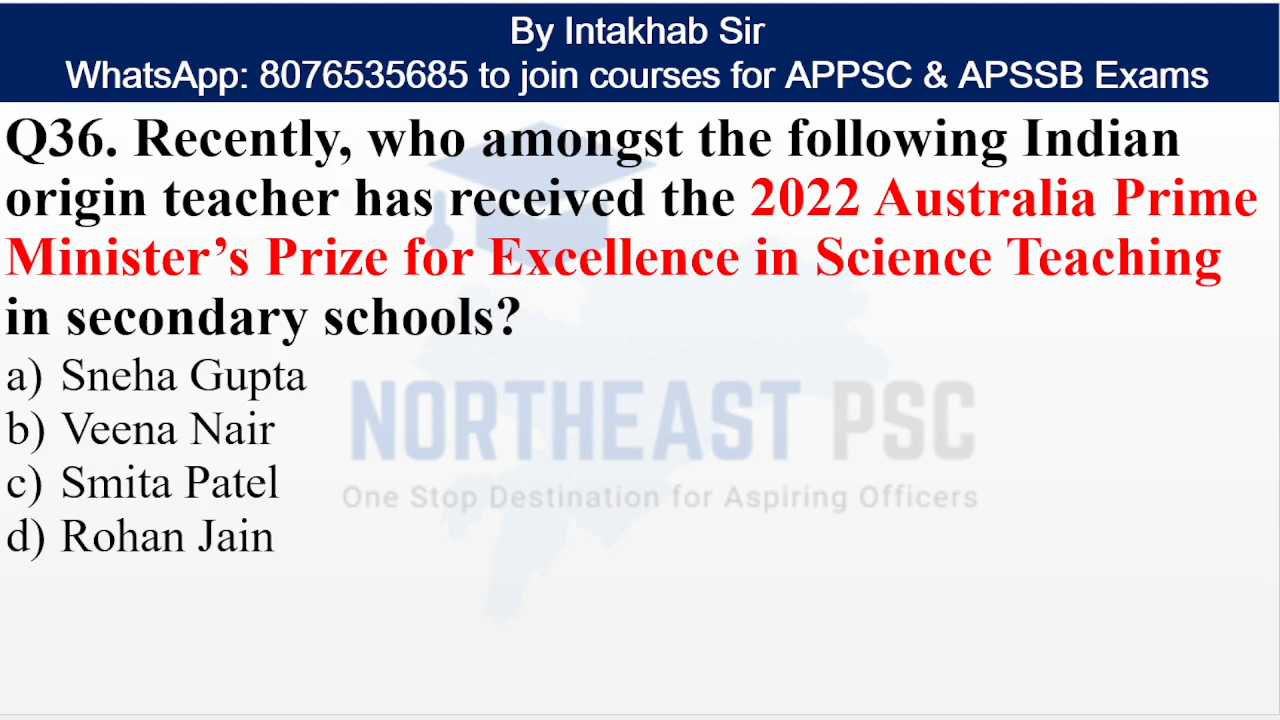 By Intakhab Sir
WhatsApp: 8076535685 to join courses for APPSC & APSSB Exams
Q36. Recently, who amongst the following Indian
origin teacher has received the 2022 Australia Prime
Minister’s Prize for Excellence in Science Teaching
in secondary schools?
a) Sneha Gupta
b) Veena Nair
c) Smita Patel
d) Rohan Jain
NORTHEAST PSC
One Stop Destination for Aspiring Officers